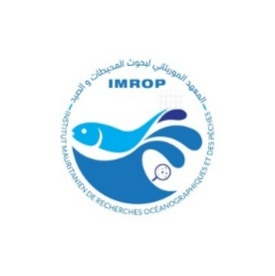 المعهد الموريتاني لبحوث المحيطات و الصيد
IMROP
INSTITUT MAURITANIEN DE RECHERCHES OCÉANOGRAPHIQUES ET DES PÊCHES